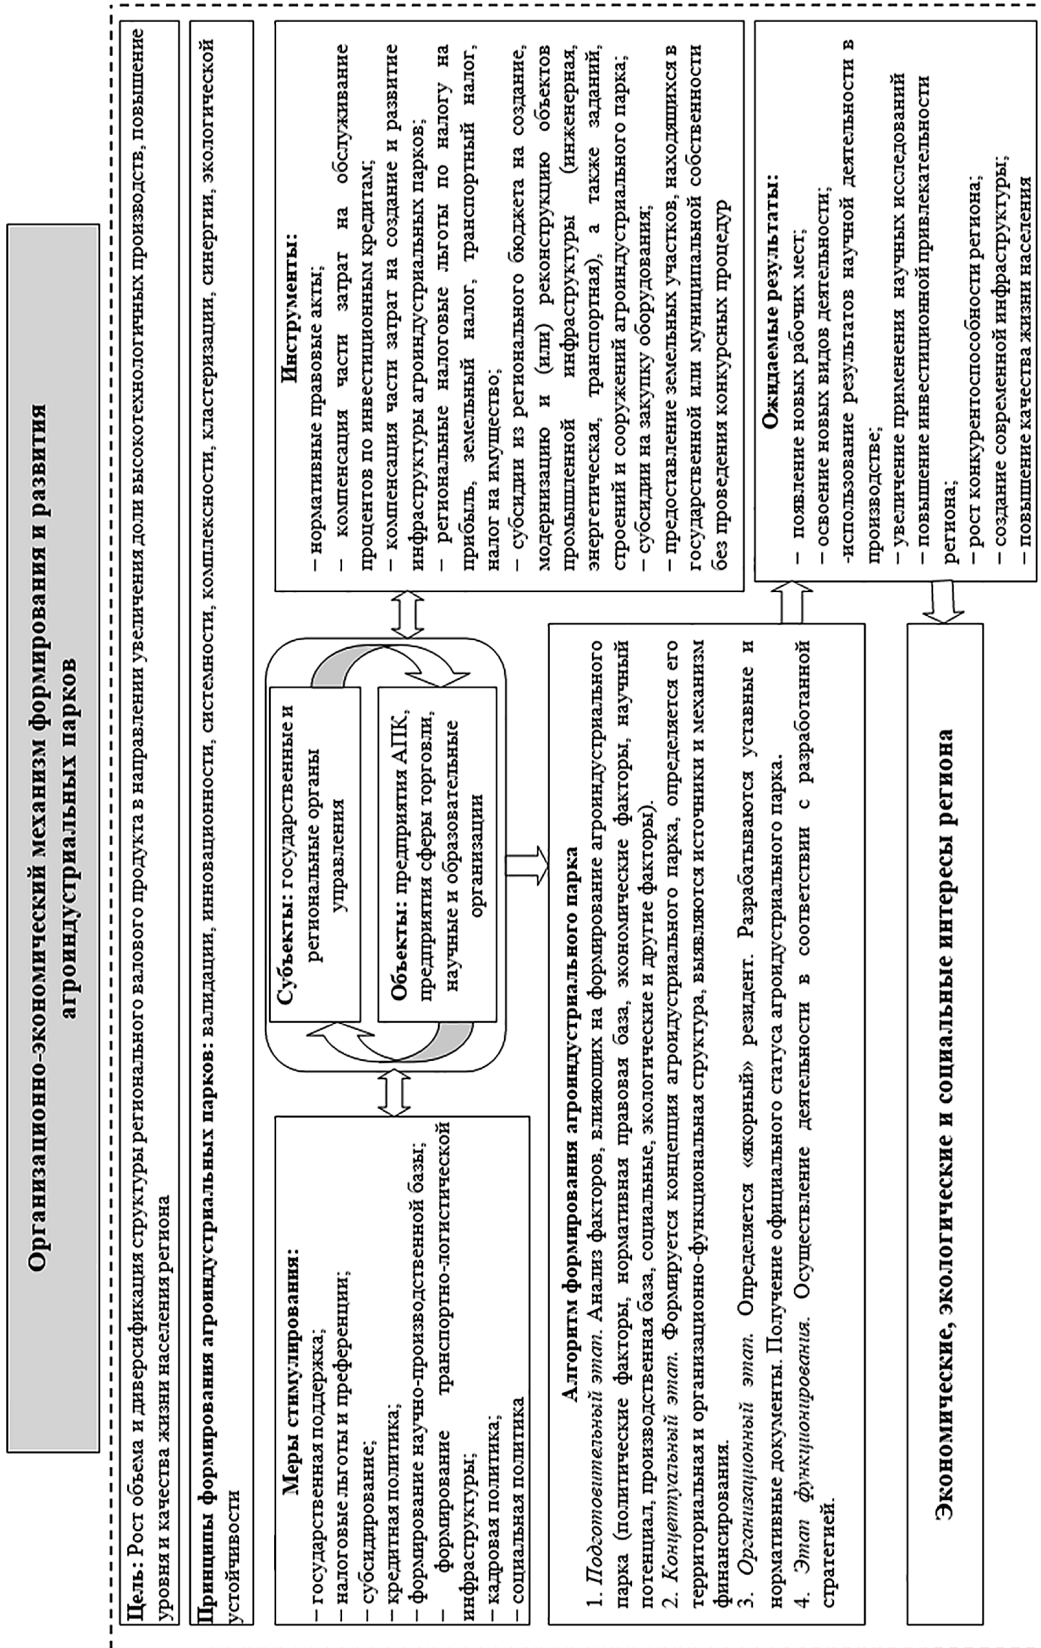 Организационно-экономический механизм формирования и развития
агроиндустриальных парков
Цель: Рост объема и диверсификация структуры регионального валового продукта в направлении увеличения доли высокотехнологичных производств, повышение
уровня и качества жизни населения региона
Принципы формирования агроиндустриальных парков: валидации, инновационности, системности, комплексности, кластеризации, синергии, экологической
устойчивости
Меры стимулирования:
– государственная поддержка;
– налоговые льготы и преференции;
– субсидирование;
– кредитная политика;
– формирование научно-производственной базы;
– формирование транспортно-логистической
инфраструктуры;
– кадровая политика;
– социальная политика
Субъекты: государственные и
региональные органы
управления
Объекты: предприятия АПК,
предприятия сферы торговли,
научные и образовательные
организации
Инструменты:
– нормативные правовые акты;
– компенсация части затрат на обслуживание
процентов по инвестиционным кредитам;
– компенсация части затрат на создание и развитие
инфраструктуры агроиндустриальных парков;
– региональные налоговые льготы по налогу на
прибыль, земельный налог, транспортный налог,
налог на имущество;
– субсидии из регионального бюджета на создание,
модернизацию и (или) реконструкцию объектов
промышленной инфраструктуры (инженерная,
энергетическая, транспортная), а также заданий,
строений и сооружений агроиндустриального парка;
– субсидии на закупку оборудования;
– предоставление земельных участков, находящихся в
государственной или муниципальной собственности
без проведения конкурсных процедур
Алгоритм формирования агроиндустриального парка
1. Подготовительный этап. Анализ факторов, влияющих на формирование агроиндустриального
парка (политические факторы, нормативная правовая база, экономические факторы, научный
потенциал, производственная база, социальные, экологические и другие факторы).
2. Концептуальный этап. Формируется концепция агроидустриального парка, определяется его
территориальная и организационно-функциональная структура, выявляются источники и механизм
финансирования.
3. Организационный этап. Определяется «якорный» резидент. Разрабатываются уставные и
нормативные документы. Получение официального статуса агроидустриального парка.
4. Этап функционирования. Осуществление деятельности в соответствии с разработанной
стратегией.
Ожидаемые результаты:
– появление новых рабочих мест;
– освоение новых видов деятельности;
-использование результатов научной деятельности в
производстве;
– увеличение применения научных исследований
– повышение инвестиционной привлекательности
региона;
– рост конкурентоспособности региона;
– создание современной инфраструктуры;
– повышение качества жизни населения
Экономические, экологические и социальные интересы региона